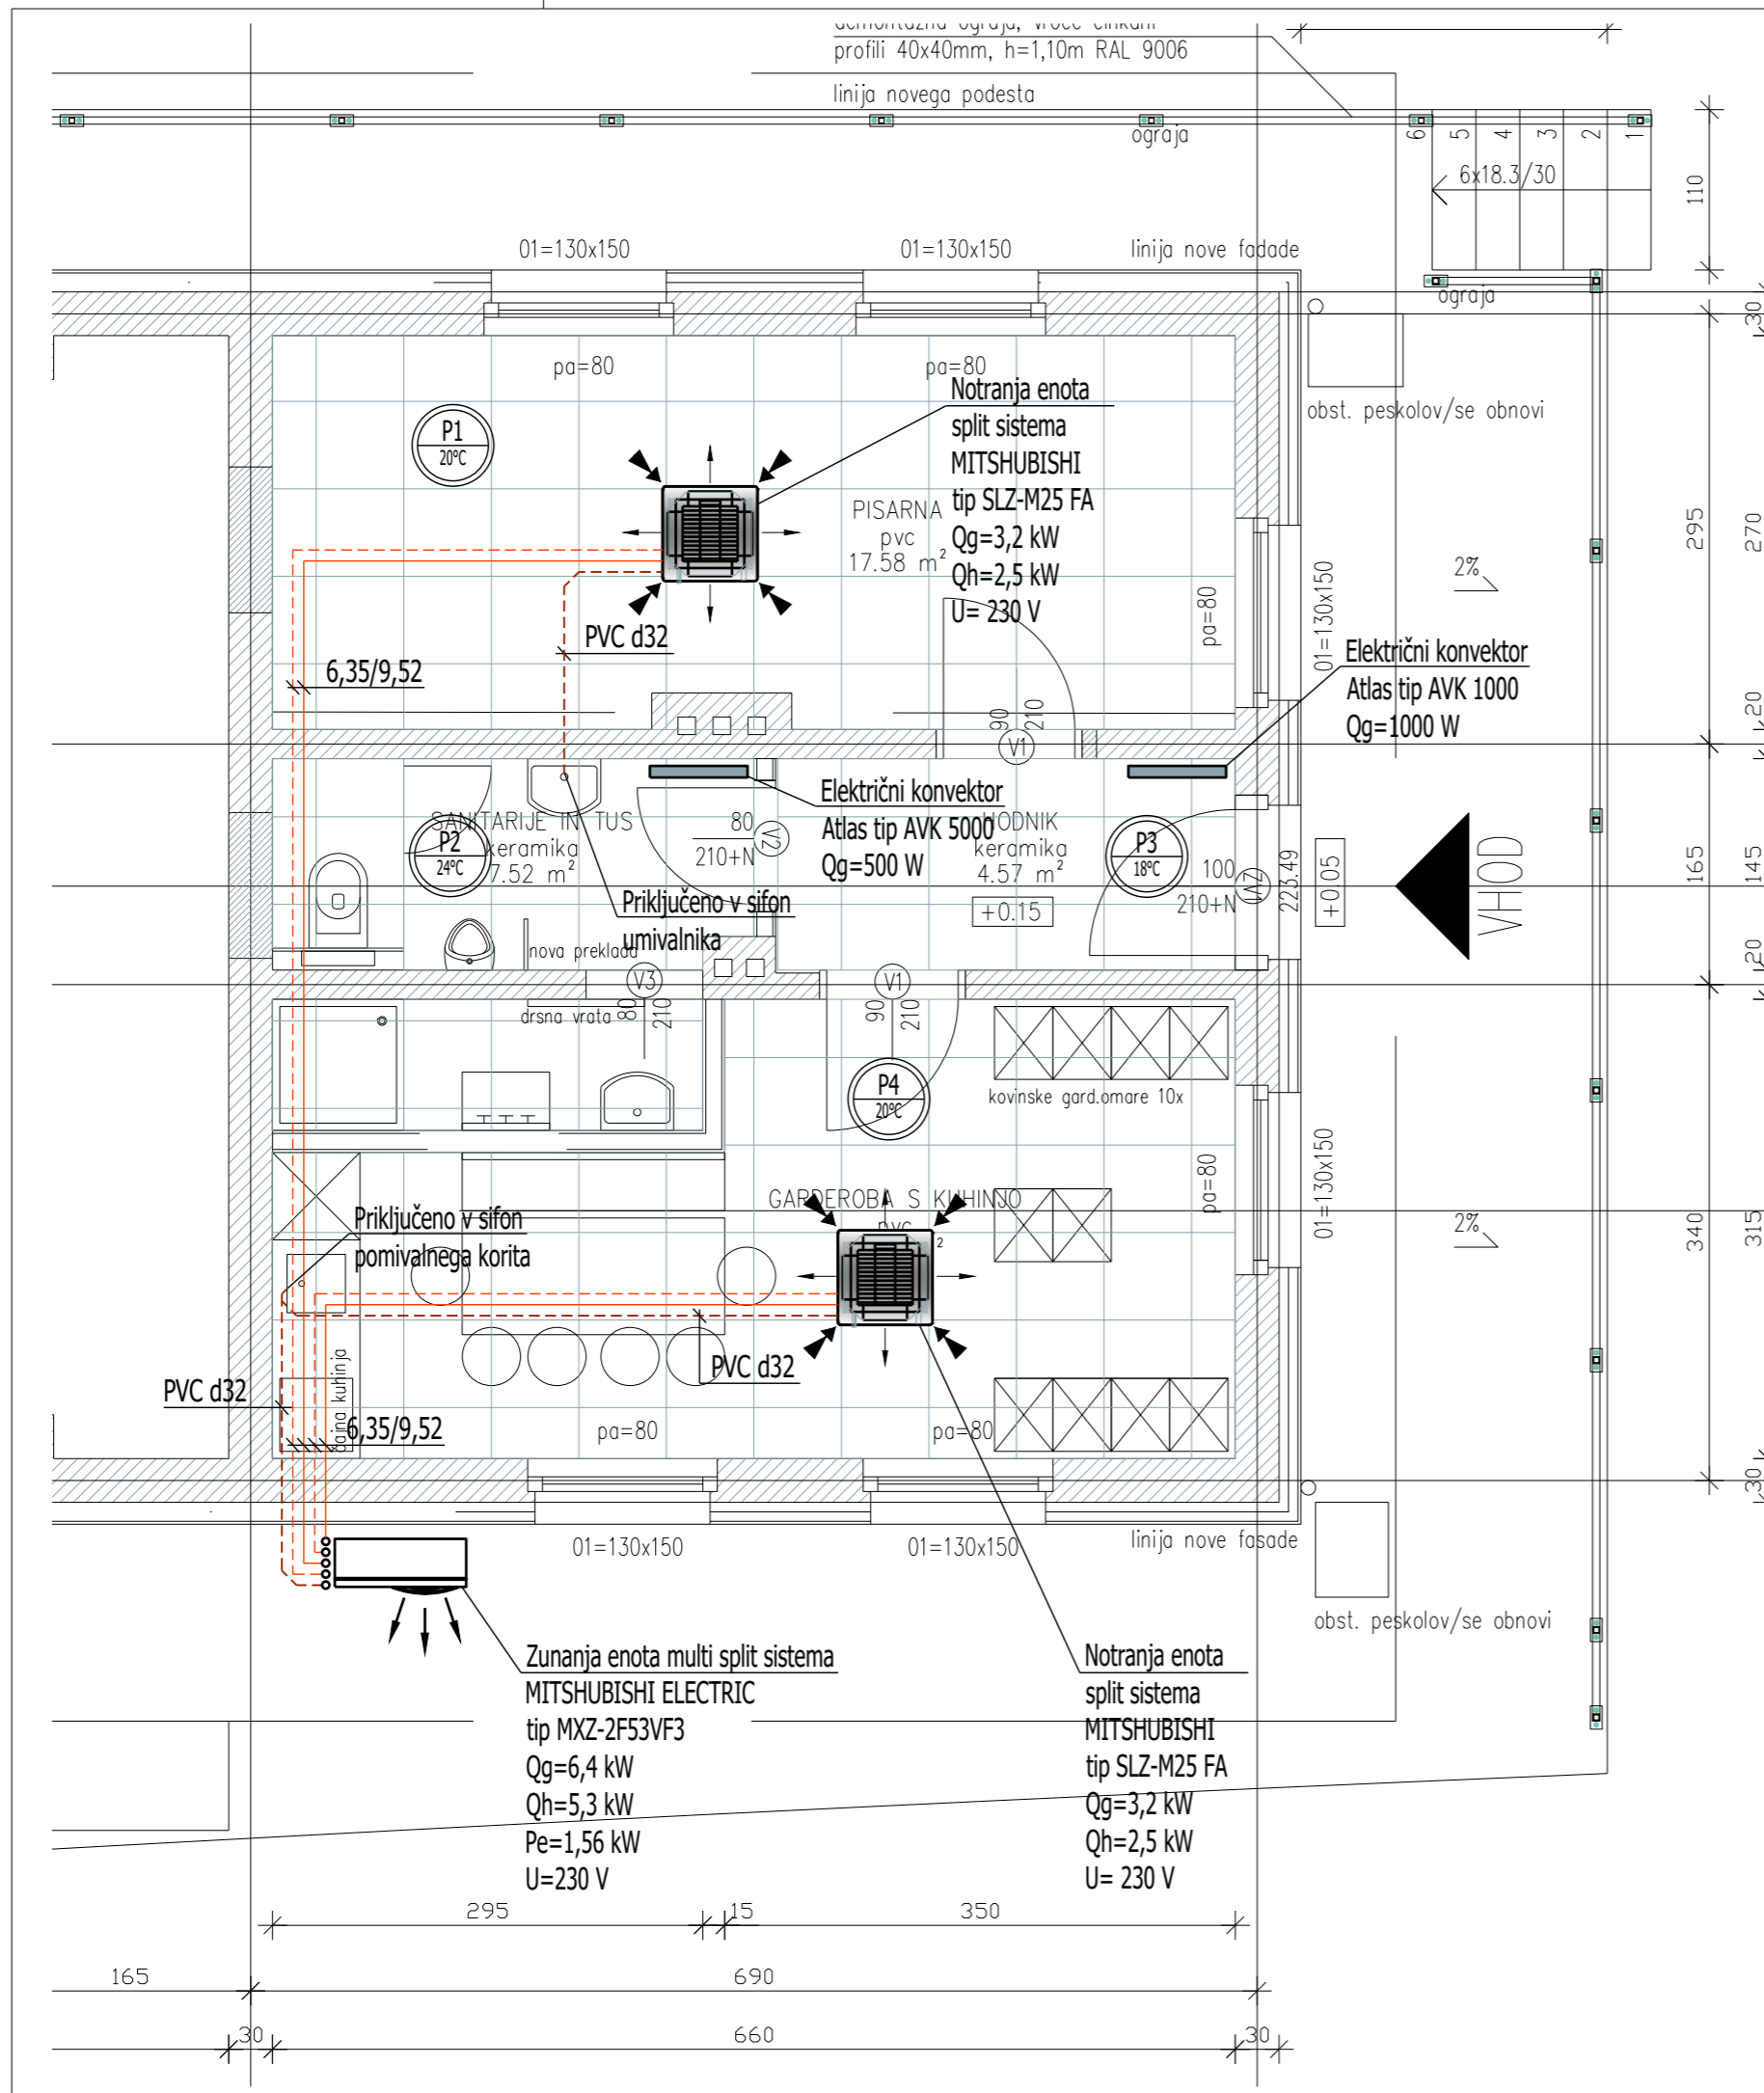 profili 40x40mm, h=1,10m RAL 9006
linija novega podesta
ograja
6
5
4
3
2
1
6x18.3/30
110
01=130x150
01=130x150
linija nove fadade
ograja
30
pa=80
pa=80
P1
20°C
Notranja enota
split sistema
MITSHUBISHI
tip SLZ-M25 FA
Qg=3,2 kW
Qh=2,5 kW
U= 230 V
obst. peskolov/se obnovi
PISARNA
pvc
17.58 m²
295
270
2%
pa=80
01=130x150
PVC d32
6,35/9,52
Električni konvektor
Atlas tip AVK 1000
Qg=1000 W
90
210
V1
20
Električni konvektor
Atlas tip AVK 5000
Qg=500 W
SANITARIJE IN TUS
keramika
7.52 m²
P2
24°C
80
210+N
V2
HODNIK
keramika
4.57 m²
+0.15
P3
18°C
100
210+N
ZV1
223.49
+0.05
VHOD
165
145
Priključeno v sifon
umivalnika
nova preklada
20
V3
80
210
drsna vrata
V1
90
210
P4
20°C
kovinske gard.omare 10x
pa=80
01=130x150
GARDEROBA S KUHINJO
pvc
2
2%
340
315
Priključeno v sifon
pomivalnega korita
PVC d32
PVC d32
čajna kuhinja
6,35/9,52
pa=80
pa=80
30
01=130x150
01=130x150
linija nove fasade
obst. peskolov/se obnovi
Zunanja enota multi split sistema
MITSHUBISHI ELECTRIC
tip MXZ-2F53VF3
Qg=6,4 kW
Qh=5,3 kW
Pe=1,56 kW
U=230 V
Notranja enota
split sistema
MITSHUBISHI
tip SLZ-M25 FA
Qg=3,2 kW
Qh=2,5 kW
U= 230 V
295
15
350
165
690
30
660
30